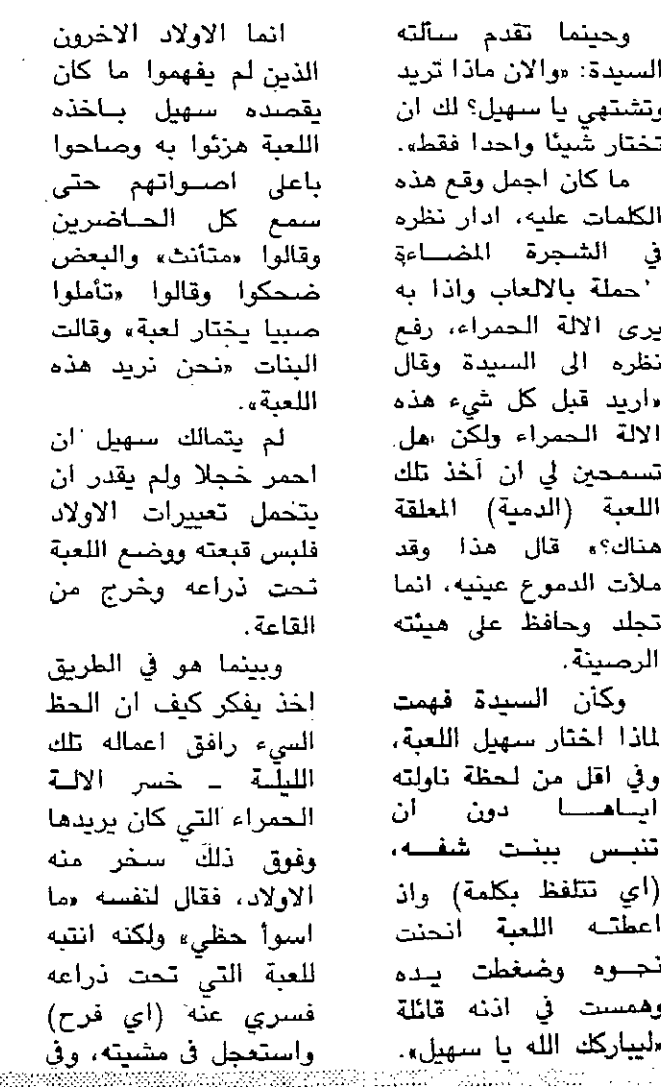 وحينما تقدم سألته
السيدة: «والان ماذا تريد
وتشتهي يا سهيل؟ لك ان
تختار شيئا واحدا فقط».
ما كان اجمل وقع هذه
الكلمات عليه، ادار نظره
في الشجرة المضاءة
حملة بالالعاب واذا به
يرى الالة الحمراء، رفع
نظره الى السيدة وقال
«اريد قبل كل شيء هذه
الالة الحمراء ولكن هل
تسمحين لي ان آخذ تلك
اللعبة (الدمية) المعلقة
هناك؟» قال هذا وقد
ملأت الدموع عينيه، انما
تجلد وحافظ على هيئته
الرصينة.
وكأن السيدة فهمت
لماذا اختار سهيل اللعبة،
وفي اقل من لحظة ناولته
اياها دون ان
تنبس ببنت شفه،
(اي تتلفظ بكلمة) واذ
اعطته اللعبة انحنت
نحوه وضغطت يده
وهمست في اذنه قائلة
«ليباركك الله يا سهيل».
انما الاولاد الاخرون
الذين لم يفهموا ما كان
يقصده سهيل باخذه
اللعبة هزئوا به وصاحوا
باعلى اصواتهم حتى
سمع كل الحاضرين
وقالوا «متأنث» والبعض
ضحكوا وقالوا «تأملوا
صبيا يختار لعبة» وقالت
البنات «نحن نريد هذه
اللعبة».
لم يتمالك سهيل ان
احمر خجلا ولم يقدر ان
يتحمل تعييرات الاولاد
فلبس قبعته ووضع اللعبة
تحت ذراعه وخرج من
القاعة.
وبينما هو في الطريق
اخذ يفكر كيف ان الحظ
السيء رافق اعماله تلك
الليلة ـ خسر الالة
الحمراء التي كان يريدها
وفوق ذلك سخر منه
الاولاد، فقال لنفسه «ما
اسوأ حظي» ولكنه انتبه
للعبة التي تحت ذراعه
فسري عنه (اي فرح)
واستعجل في مشيته، وفي